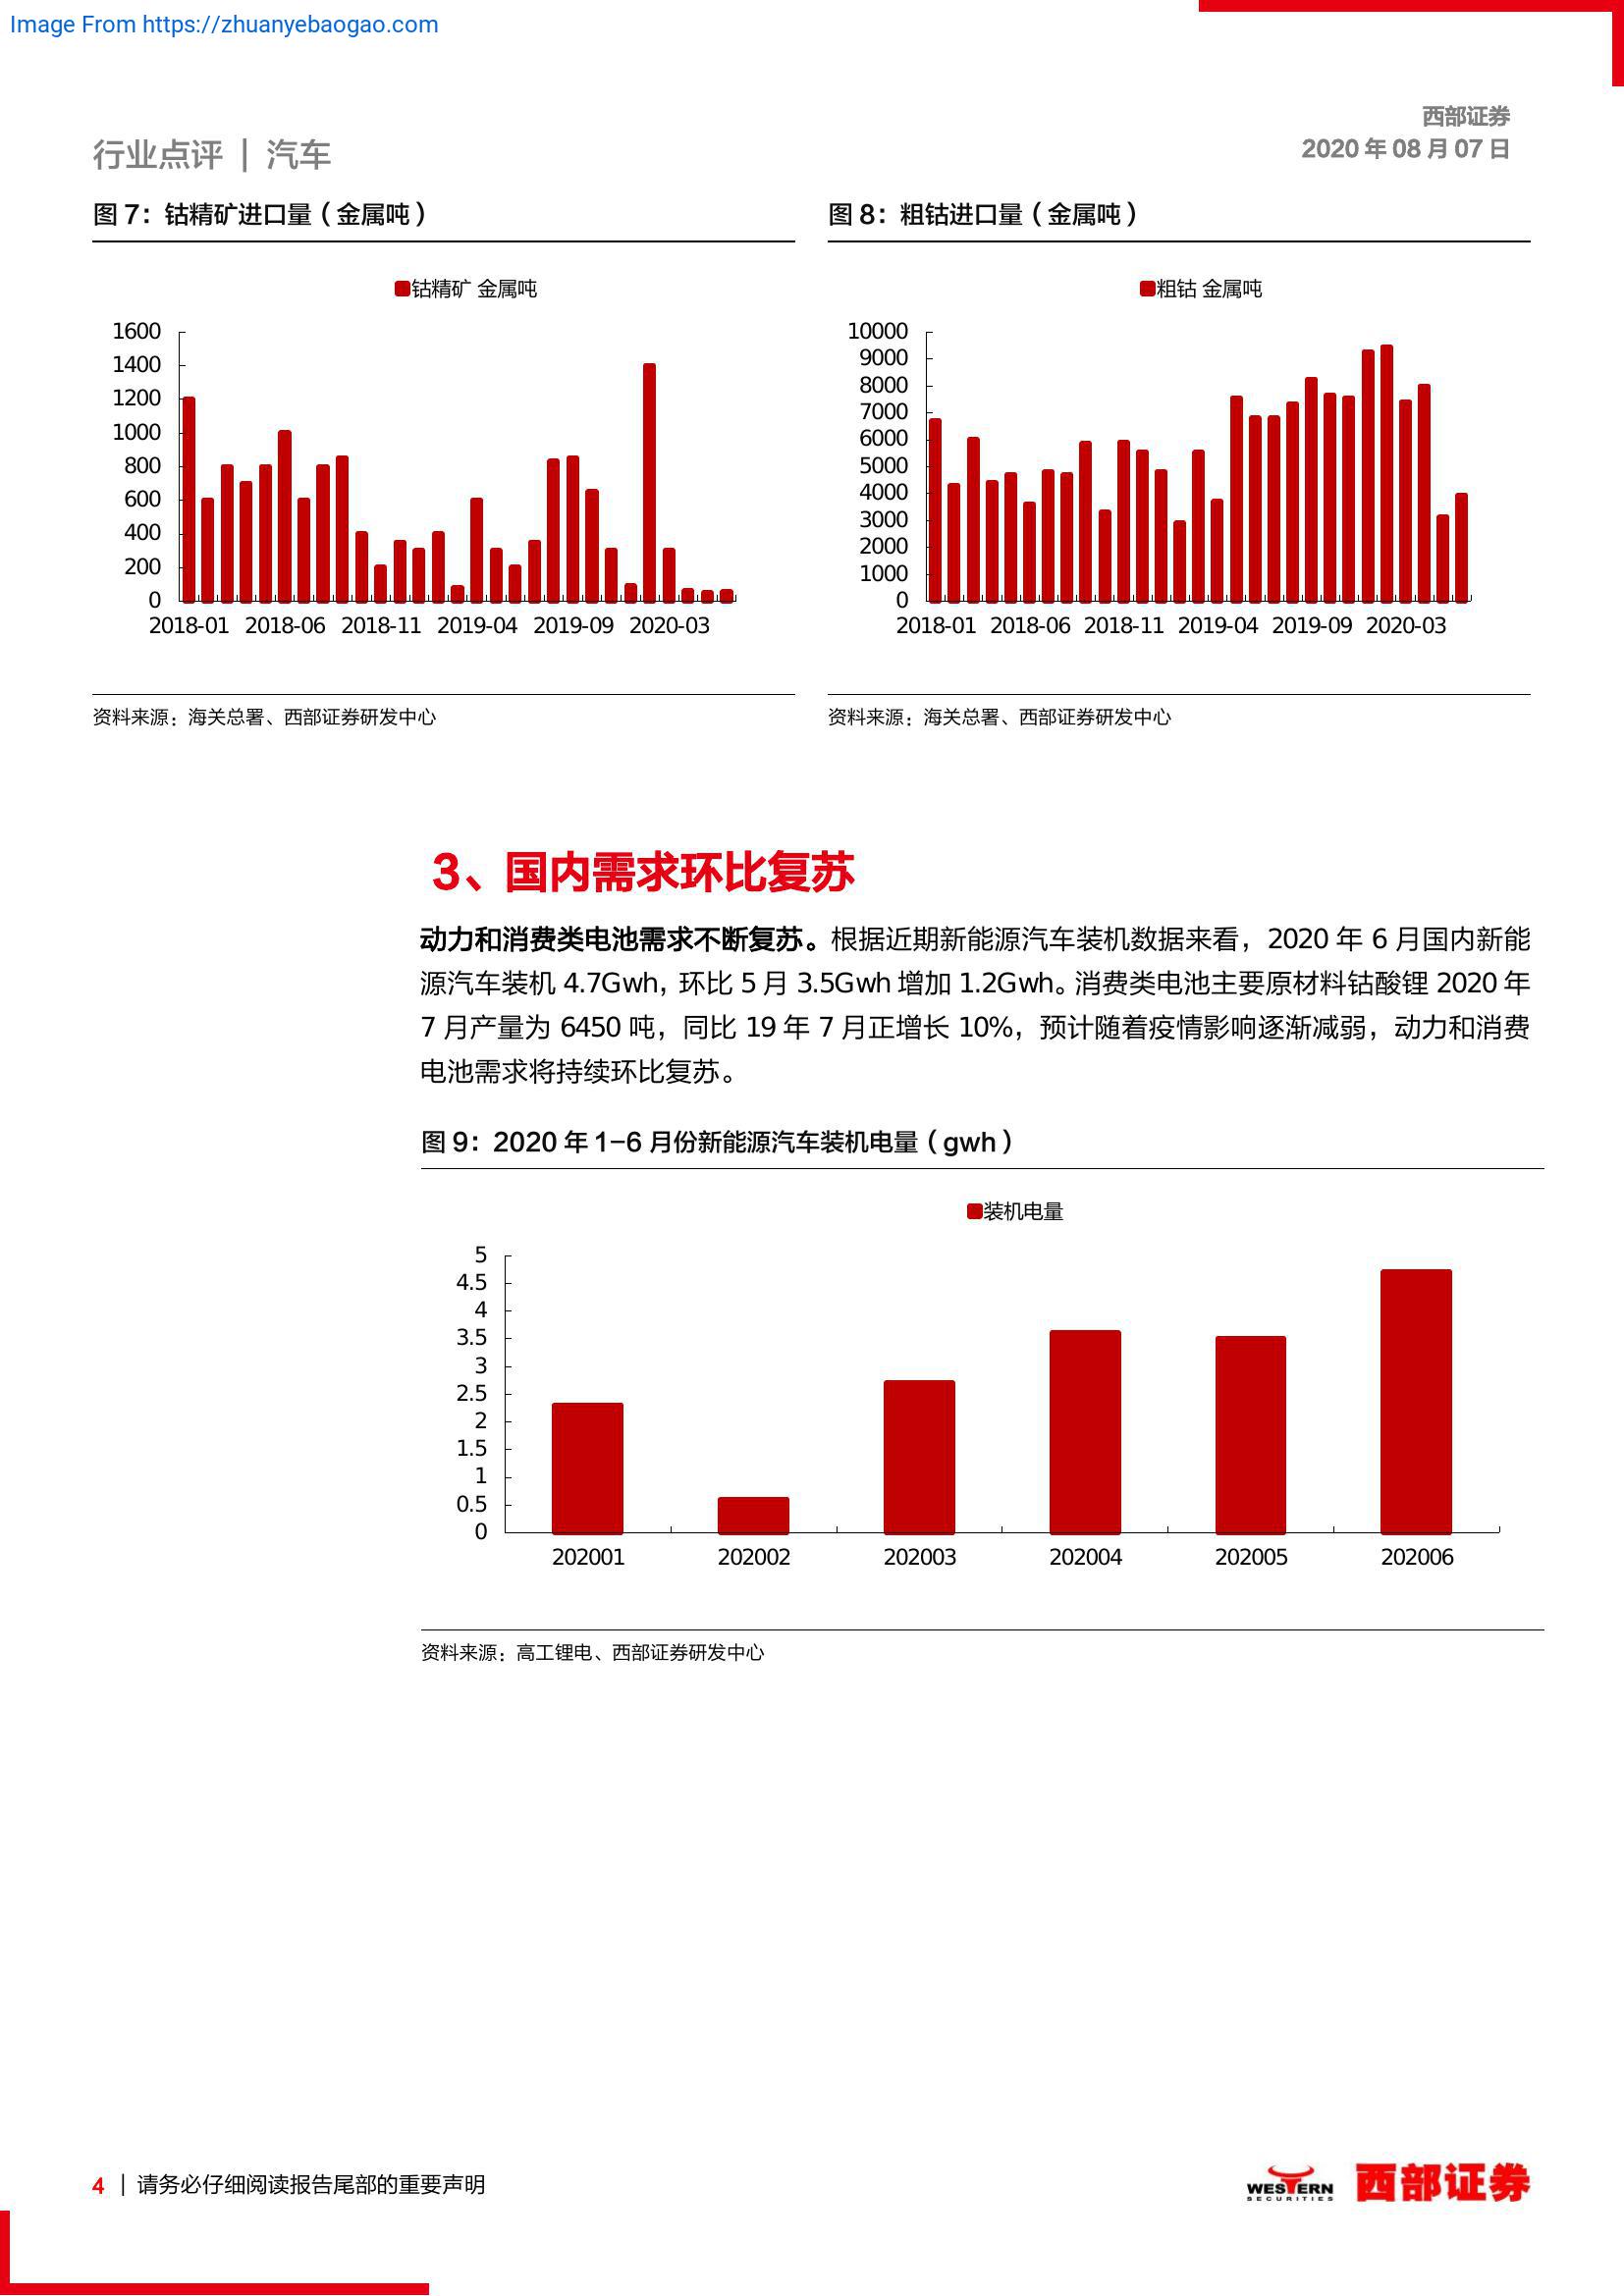 Image From https://zhuanyebaogao.com
西部证券
2020 年 08 月 07 日
行业点评 | 汽车
图 7：钴精矿进口量（金属吨）
钴精矿 金属吨
1600
1400
1200
1000
800
600
400
200
0
2018-01 2018-06 2018-11 2019-04 2019-09 2020-03
资料来源：海关总署、西部证券研发中心
图 8：粗钴进口量（金属吨）
粗钴 金属吨
10000
9000
8000
7000
6000
5000
4000
3000
2000
1000
0
2018-01 2018-06 2018-11 2019-04 2019-09 2020-03
资料来源：海关总署、西部证券研发中心
3、国内需求环比复苏
动力和消费类电池需求不断复苏。根据近期新能源汽车装机数据来看，2020 年 6 月国内新能
源汽车装机 4.7Gwh，环比 5 月 3.5Gwh 增加 1.2Gwh。消费类电池主要原材料钴酸锂 2020 年
7 月产量为 6450 吨，同比 19 年 7 月正增长 10%，预计随着疫情影响逐渐减弱，动力和消费
电池需求将持续环比复苏。
图 9：2020 年 1-6 月份新能源汽车装机电量（gwh）
装机电量
5
4.5
4
3.5
3
2.5
2
1.5
1
0.5
0
202001 202002 202003 202004 202005 202006
资料来源：高工锂电、西部证券研发中心
4 | 请务必仔细阅读报告尾部的重要声明
WESTERN
SECURITIES
西部证券